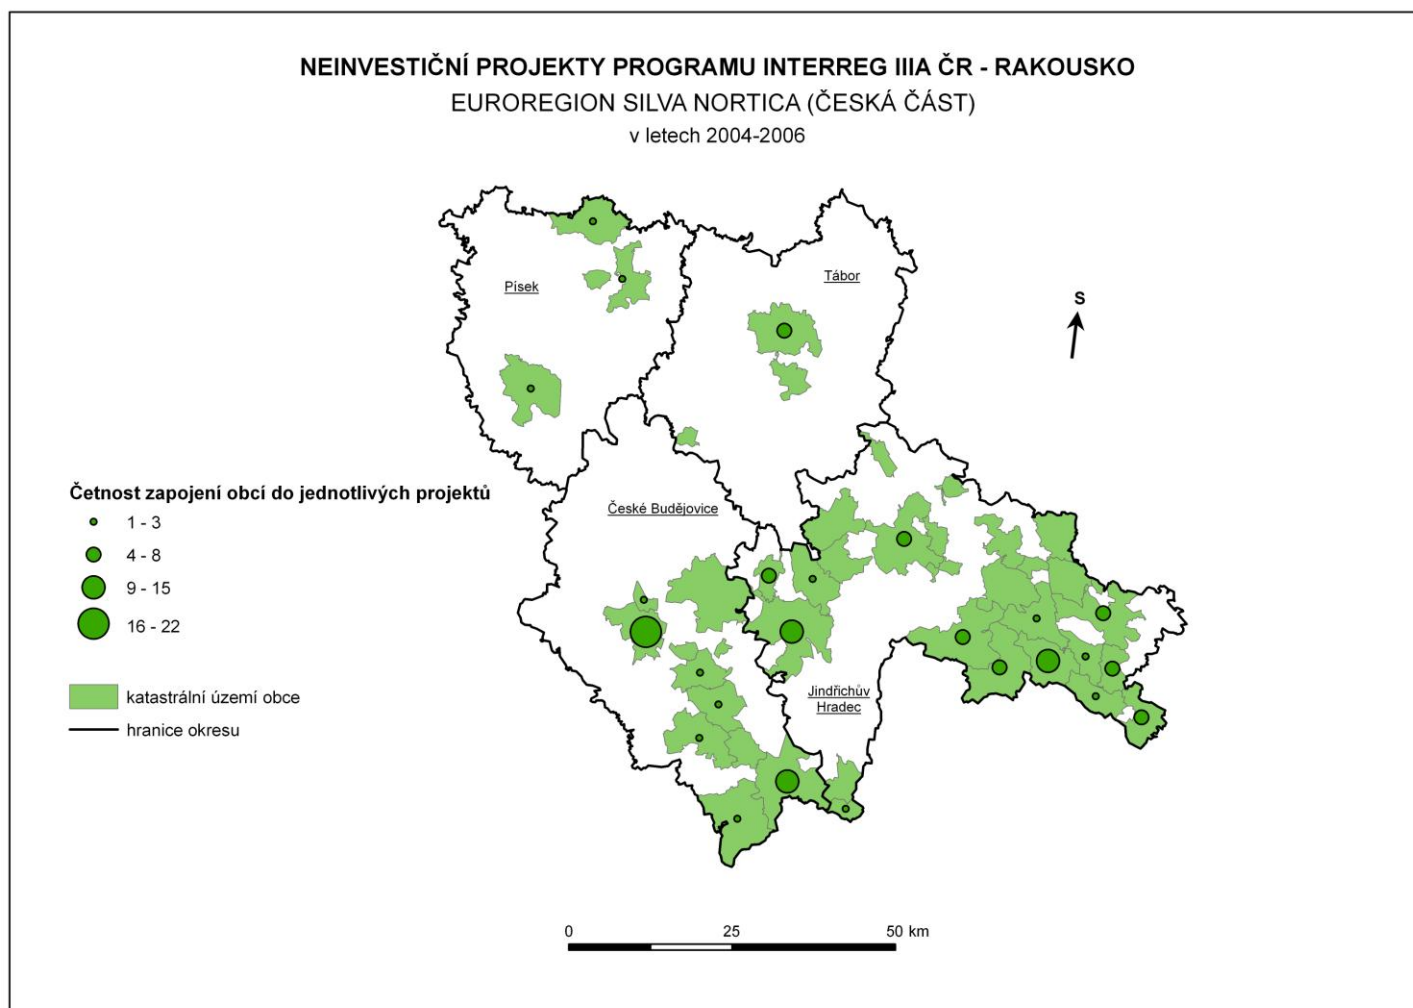 NEINVESTIČNÍ PROJEKTY PROGRAMU INTERREG IIIA ČR - RAKOUSKO
EUROREGION SILVA NORTICA (ČESKÁ ČÁST)
v letech 2004-2006
Písek
Tábor
S
České Budějovice
Jindřichův
Hradec
Četnost zapojení obcí do jednotlivých projektů
1 - 3
4 - 8
9 - 15
16 - 22
katastrální území obce
hranice okresu
0 25 50 km